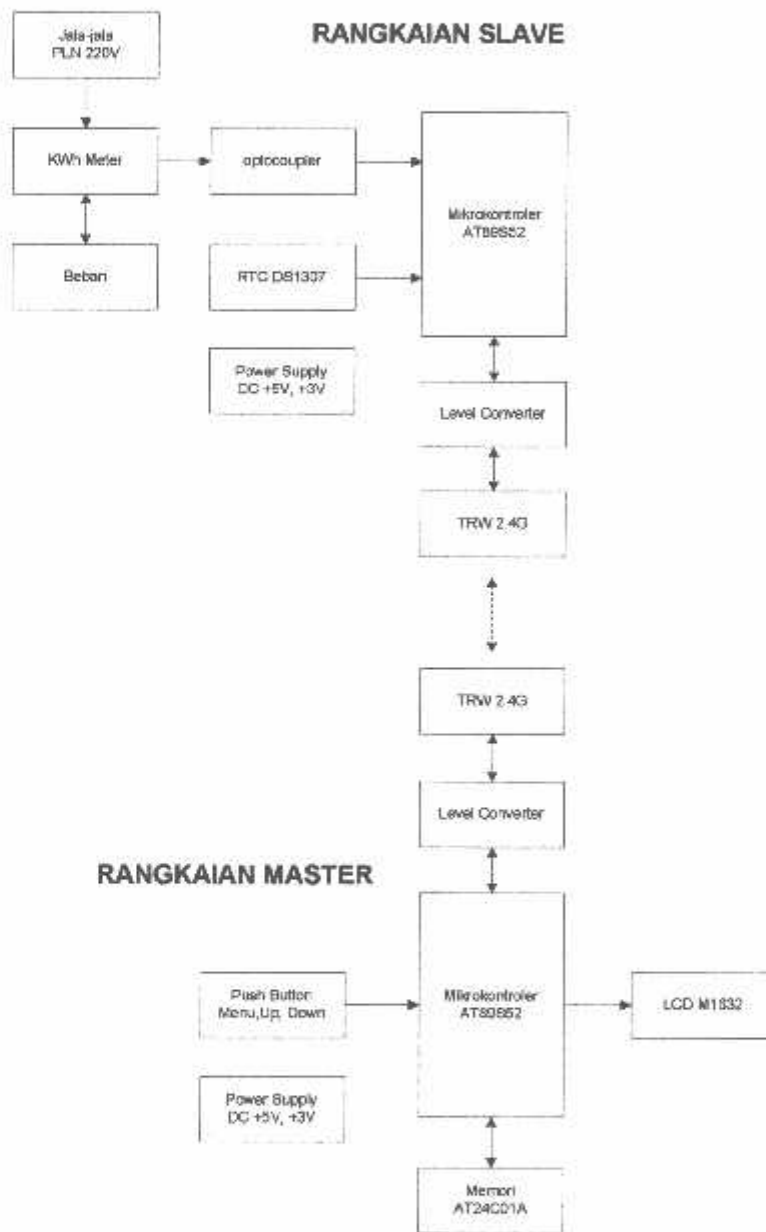 RANGKAIAN SLAVE
Jala-jala
PLN 220V
KWh Meter
optocoupler
Mikrokontroler
AT89S52
Beban
RTC DS1307
Power Supply
DC +5V, +3V
Level Converter
TRW 2.4G
TRW 2.4G
Level Converter
RANGKAIAN MASTER
Push Button
Menu,Up, Down
Mikrokontroler
AT89S52
LCD M1632
Power Supply
DC +5V, +3V
Memori
AT24C01A